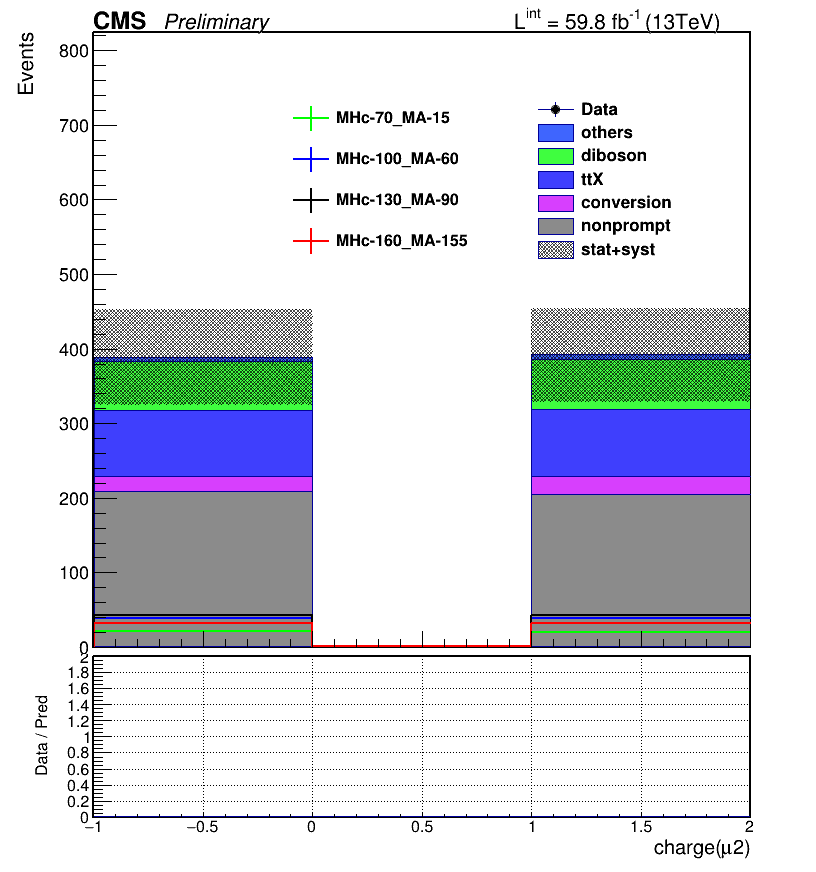 CMS Preliminary L^int = 59.8 fb^-1 (13TeV)
Events
800
700
600
500
400
300
200
100
0
MHc-70_MA-15
MHc-100_MA-60
MHc-130_MA-90
MHc-160_MA-155
Data
others
diboson
ttX
conversion
nonprompt
stat+syst
Data / Pred
2
1.8
1.6
1.4
1.2
1
0.8
0.6
0.4
0.2
0
−1 −0.5 0 0.5 1 1.5 2
charge(μ2)